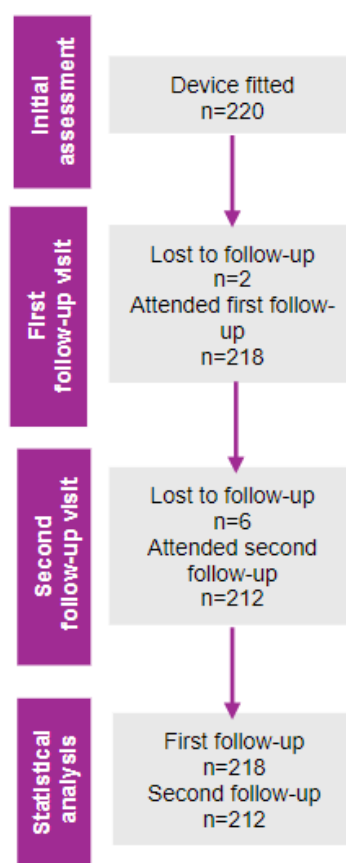 Initial
assessment
Device fitted
n=220
First
follow-up visit
Lost to follow-up
n=2
Attended first follow-
up
n=218
Second
follow-up visit
Lost to follow-up
n=6
Attended second
follow-up
n=212
Statistical
analysis
First follow-up
n=218
Second follow-up
n=212